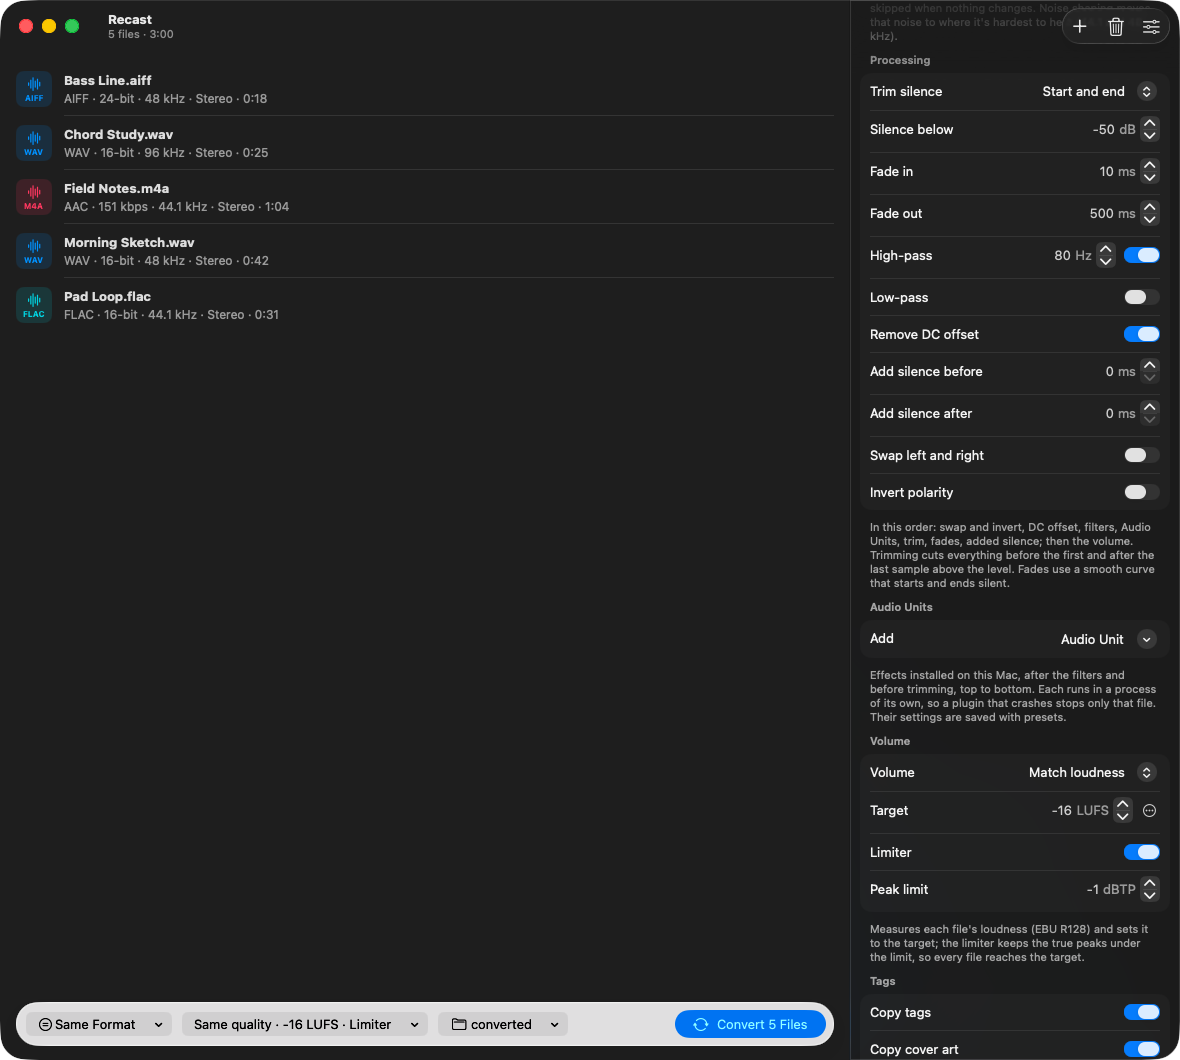 Recast
5 files · 3:00
AIFF
Bass Line.aiff
AIFF · 24-bit · 48 kHz · Stereo · 0:18
WAV
Chord Study.wav
WAV · 16-bit · 96 kHz · Stereo · 0:25
M4A
Field Notes.m4a
AAC · 151 kbps · 44.1 kHz · Stereo · 1:04
WAV
Morning Sketch.wav
WAV · 16-bit · 48 kHz · Stereo · 0:42
FLAC
Pad Loop.flac
FLAC · 16-bit · 44.1 kHz · Stereo · 0:31
Same Format
Same quality · -16 LUFS · Limiter
converted
Convert 5 Files
skipped when nothing changes. Noise shaping moves
that noise to where it's hardest to
kHz).
Processing
Trim silence Start and end
Silence below -50 dB
Fade in 10 ms
Fade out 500 ms
High-pass 80 Hz
Low-pass
Remove DC offset
Add silence before 0 ms
Add silence after 0 ms
Swap left and right
Invert polarity
In this order: swap and invert, DC offset, filters, Audio
Units, trim, fades, added silence; then the volume.
Trimming cuts everything before the first and after the
last sample above the level. Fades use a smooth curve
that starts and ends silent.
Audio Units
Add Audio Unit
Effects installed on this Mac, after the filters and
before trimming, top to bottom. Each runs in a process
of its own, so a plugin that crashes stops only that file.
Their settings are saved with presets.
Volume
Volume Match loudness
Target -16 LUFS
Limiter
Peak limit -1 dBTP
Measures each file's loudness (EBU R128) and sets it
to the target; the limiter keeps the true peaks under
the limit, so every file reaches the target.
Tags
Copy tags
Copy cover art